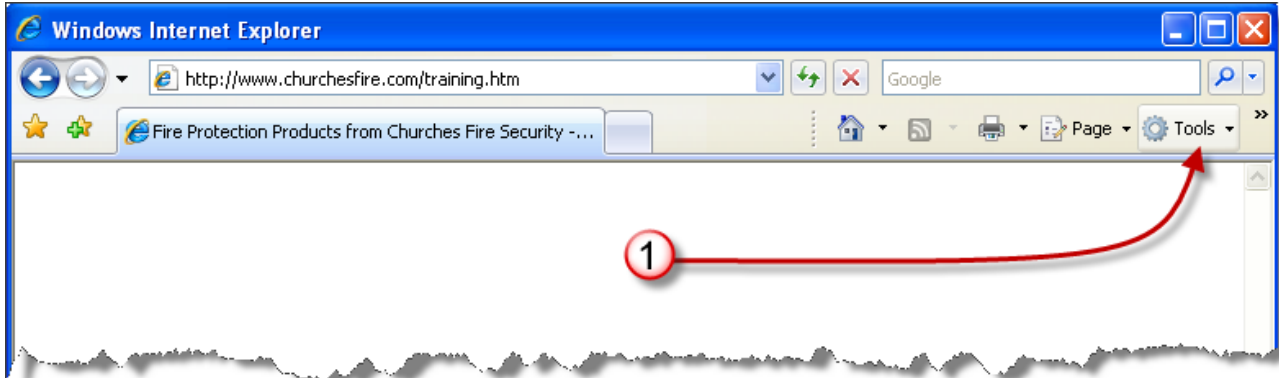 Windows Internet Explorer
http://www.churchesfire.com/training.htm Google
Fire Protection Products from Churches Fire Security -... Page Tools »
1